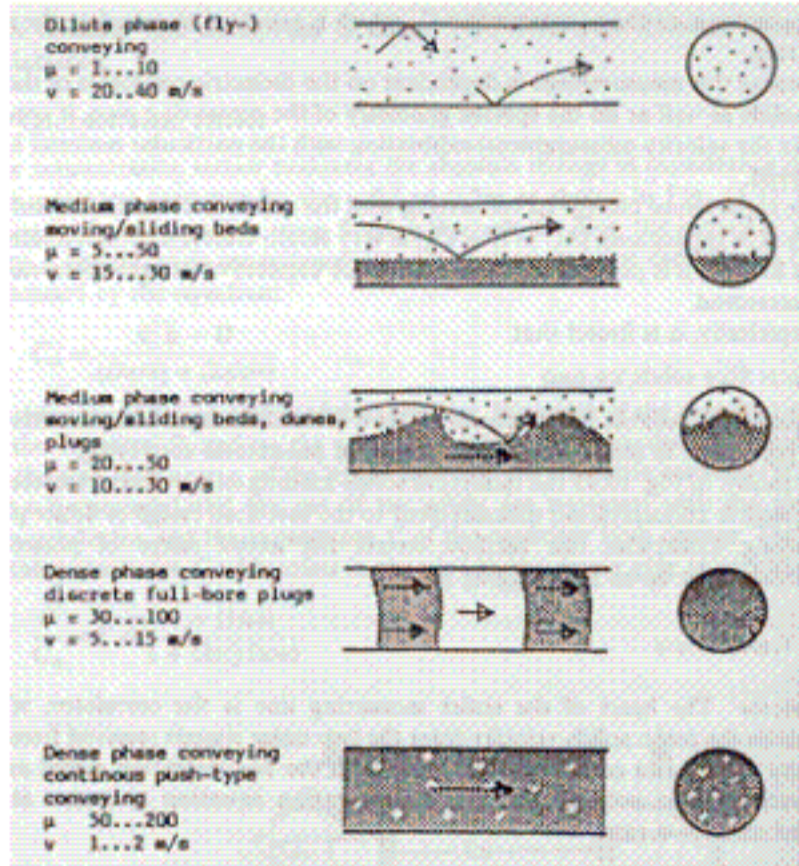 Dilute phase (fly-)
conveying
μ = 1...10
v = 20..40 m/s
Medium phase conveying
moving/sliding beds
μ = 5...50
v = 15...30 m/s
Medium phase conveying
moving/sliding beds, dunes,
plugs
μ = 20...50
v = 10...30 m/s
Dense phase conveying
discrete full-bore plugs
μ = 30...100
v = 5...15 m/s
Dense phase conveying
continous push-type
conveying
μ 50...200
v 1...2 m/s